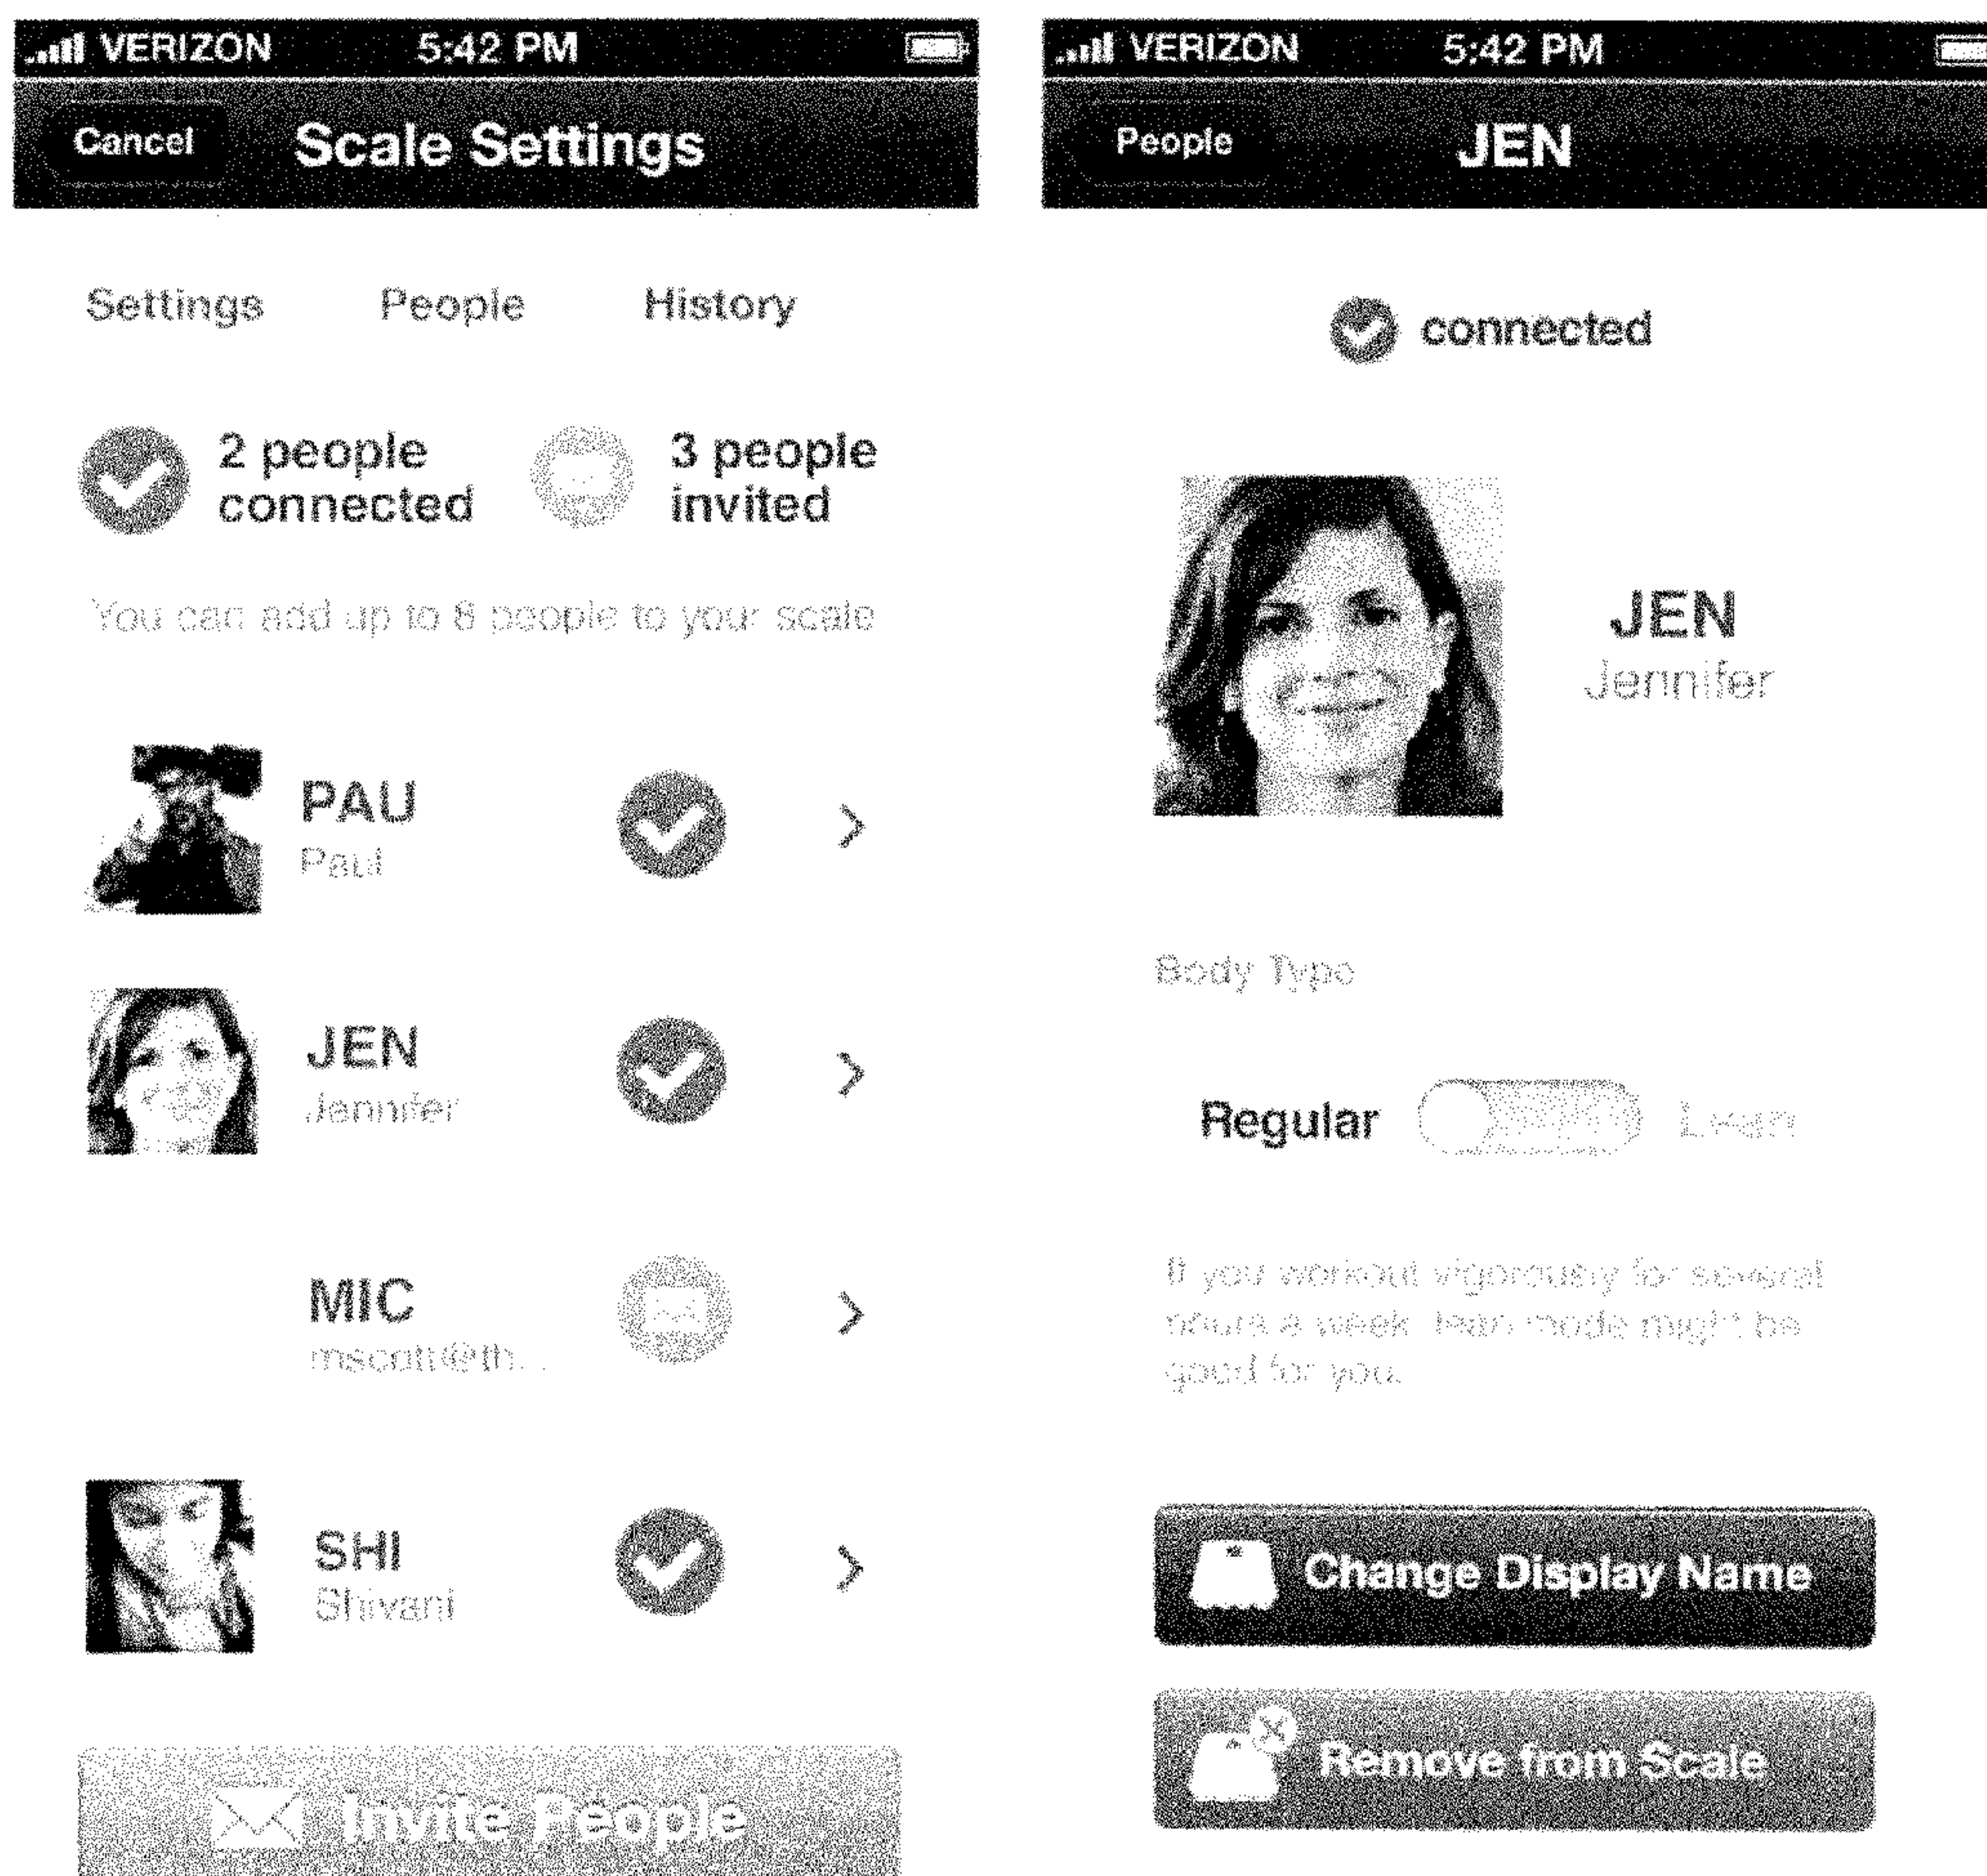 VERIZON 5:42 PM
Cancel Scale Settings
Settings People History
2 people
connected
3 people
invited
You can add up to 8 people to your scale
PAU
Paul
JEN
Jennifer
MIC
mscott@th...
SHI
Shivani
Invite People
VERIZON 5:42 PM
People JEN
connected
JEN
Jennifer
Body Type
Regular Lean
If you workout vigorously for several
hours a week, lean mode might be
good for you.
Change Display Name
Remove from Scale